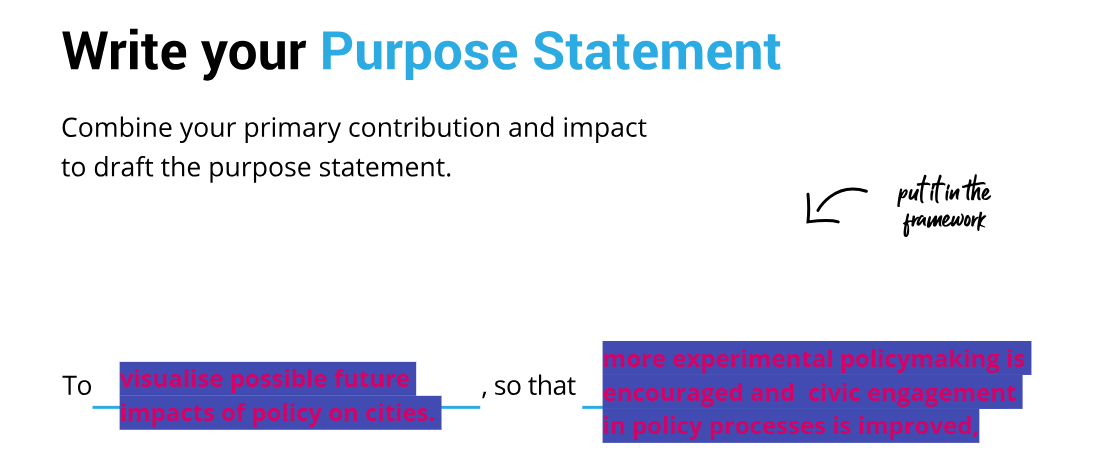 Write your Purpose Statement
Combine your primary contribution and impact
to draft the purpose statement.
put it in the
framework
To visualise possible future
impacts of policy on cities. , so that more experimental policymaking is
encouraged and  civic engagement
in policy processes is improved,